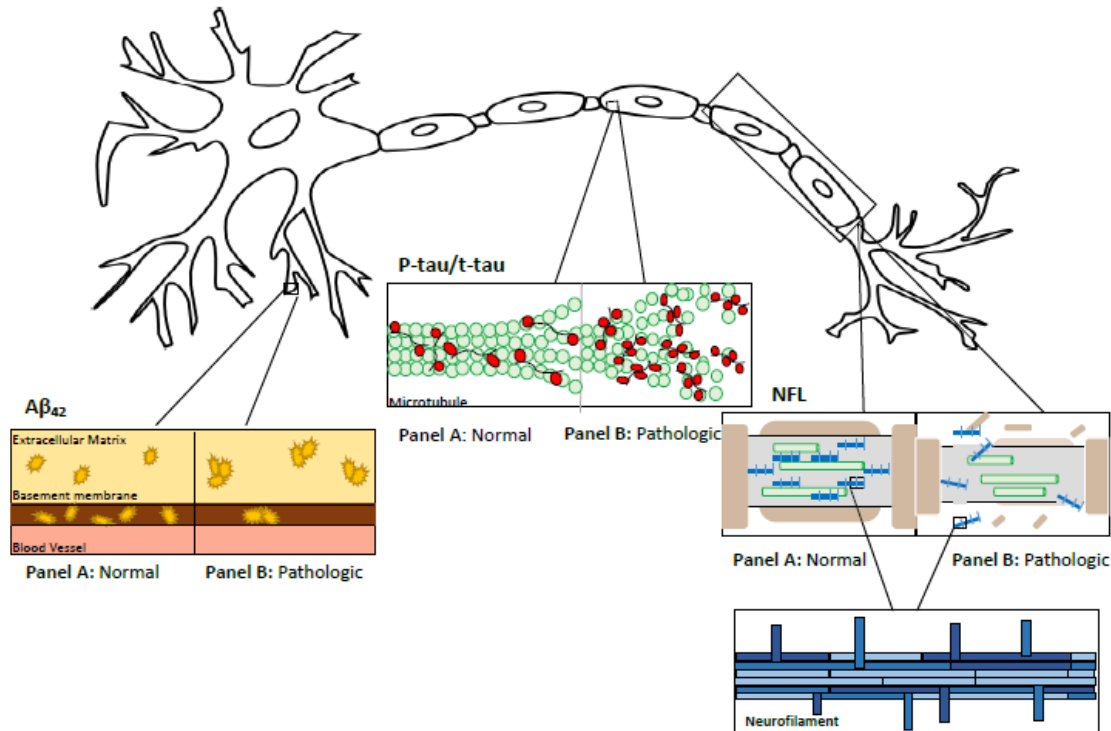 P-tau/t-tau
Microtubule
Panel A: Normal
Panel B: Pathologic
Aβ₄₂
Extracellular Matrix
Basement membrane
Blood Vessel
Panel A: Normal
Panel B: Pathologic
NFL
Panel A: Normal
Panel B: Pathologic
Neurofilament